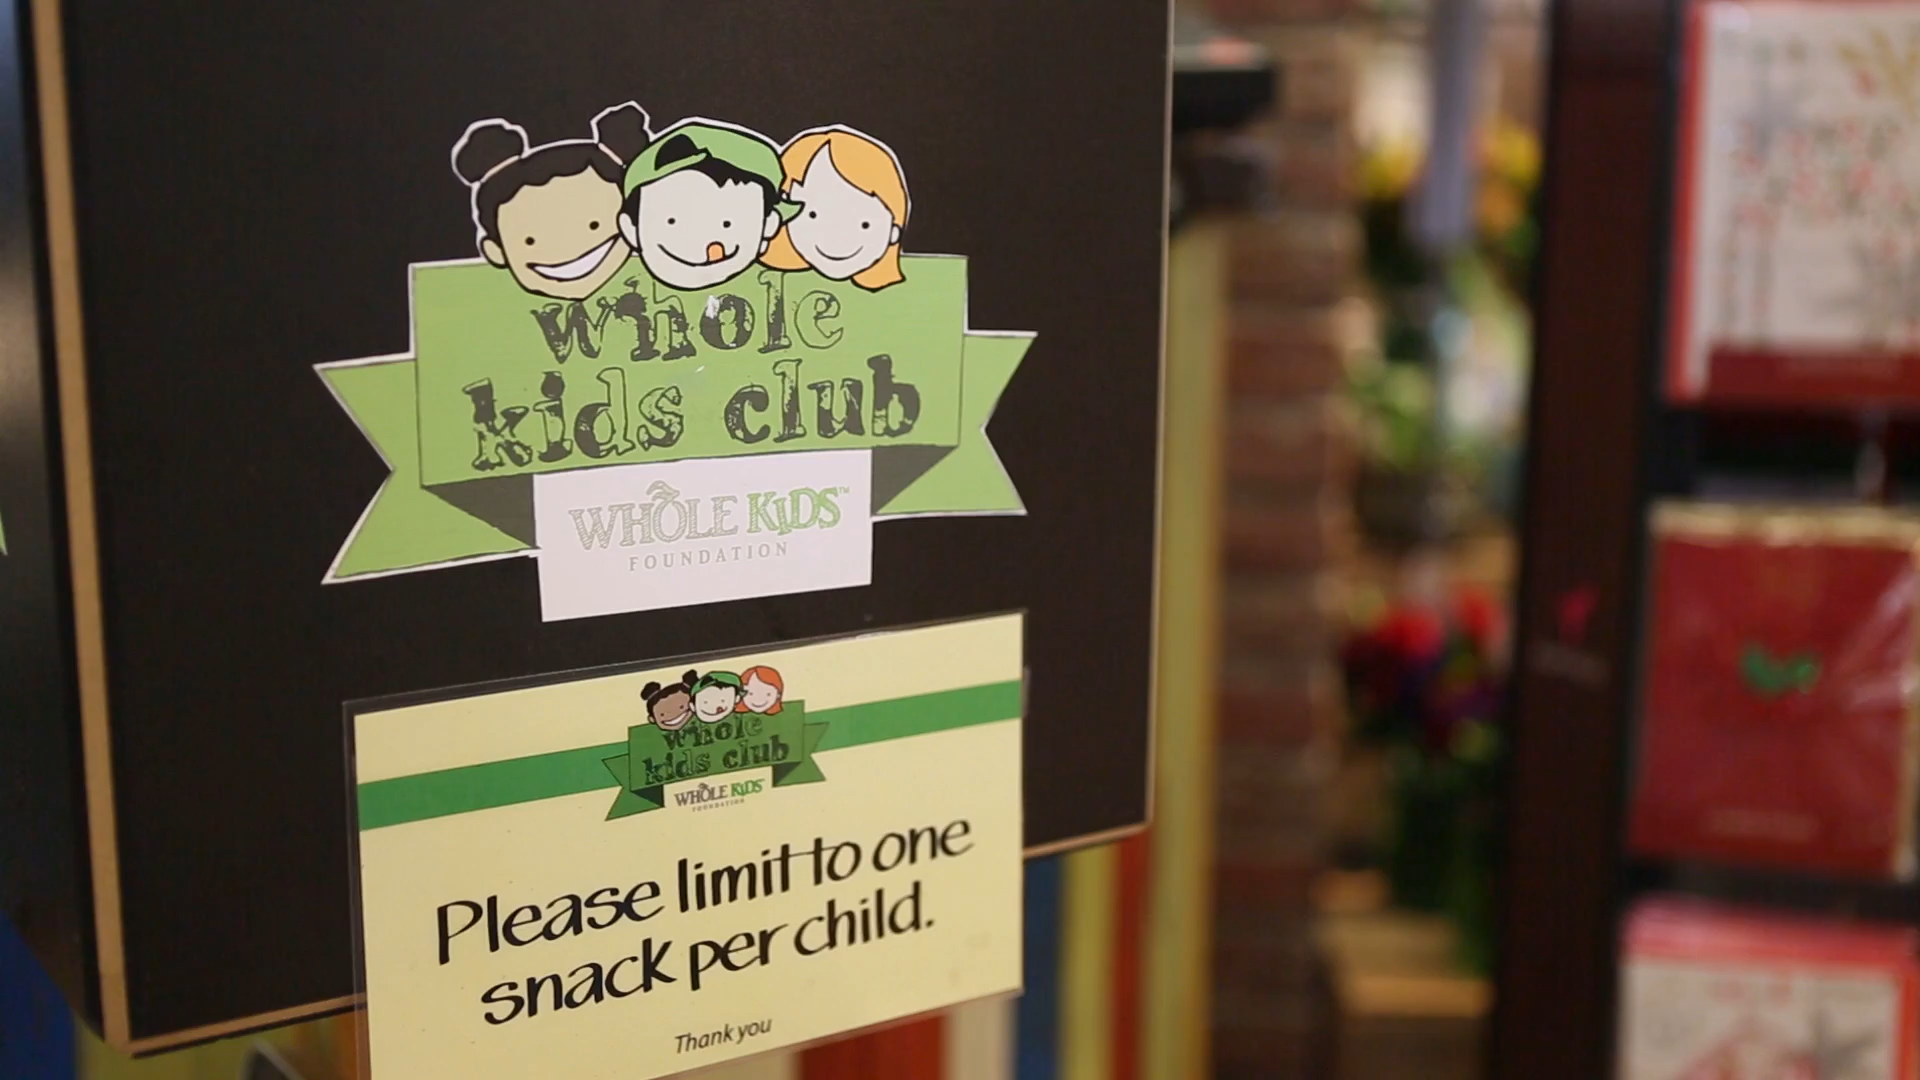 whole
kids club
WHOLE KIDS™
FOUNDATION
whole
kids club
WHOLE KIDS
FOUNDATION
Please limit to one
snack per child.
Thank you